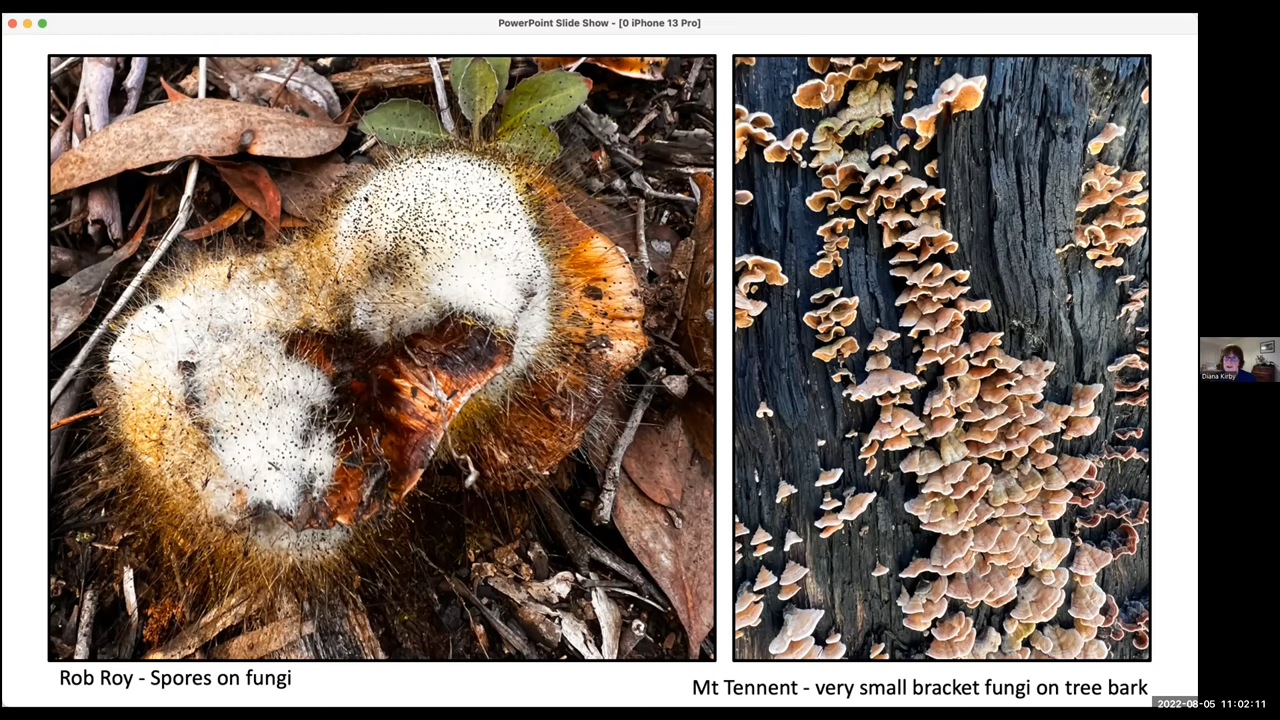 PowerPoint Slide Show - [0 iPhone 13 Pro]
Diana Kirby
Rob Roy - Spores on fungi
Mt Tennent - very small bracket fungi on tree bark
2022-08-05 11:02:11